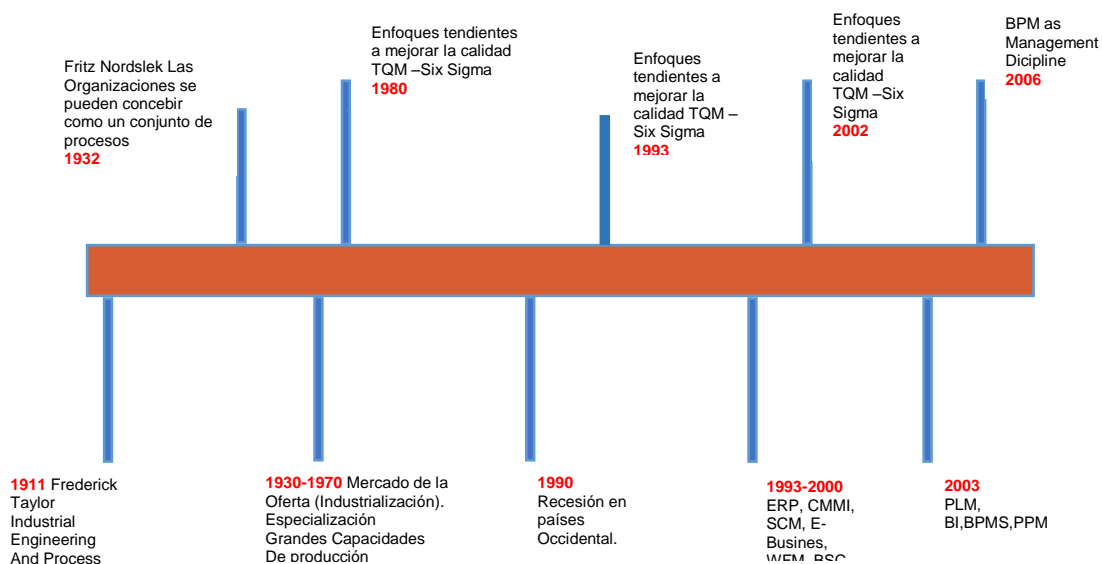 Fritz Nordslek Las
Organizaciones se
pueden concebir
como un conjunto de
procesos
1932
Enfoques tendientes
a mejorar la calidad
TQM –Six Sigma
1980
Enfoques
tendientes a
mejorar la
calidad TQM –
Six Sigma
1993
Enfoques
tendientes a
mejorar la
calidad
TQM –Six
Sigma
2002
BPM as
Management
Dicipline
2006
1911 Frederick
Taylor
Industrial
Engineering
And Process
1930-1970 Mercado de la
Oferta (Industrialización).
Especialización
Grandes Capacidades
De producción
1990
Recesión en
países
Occidental.
1993-2000
ERP, CMMI,
SCM, E-
Busines,
WFM, BSC
2003
PLM,
BI,BPMS,PPM